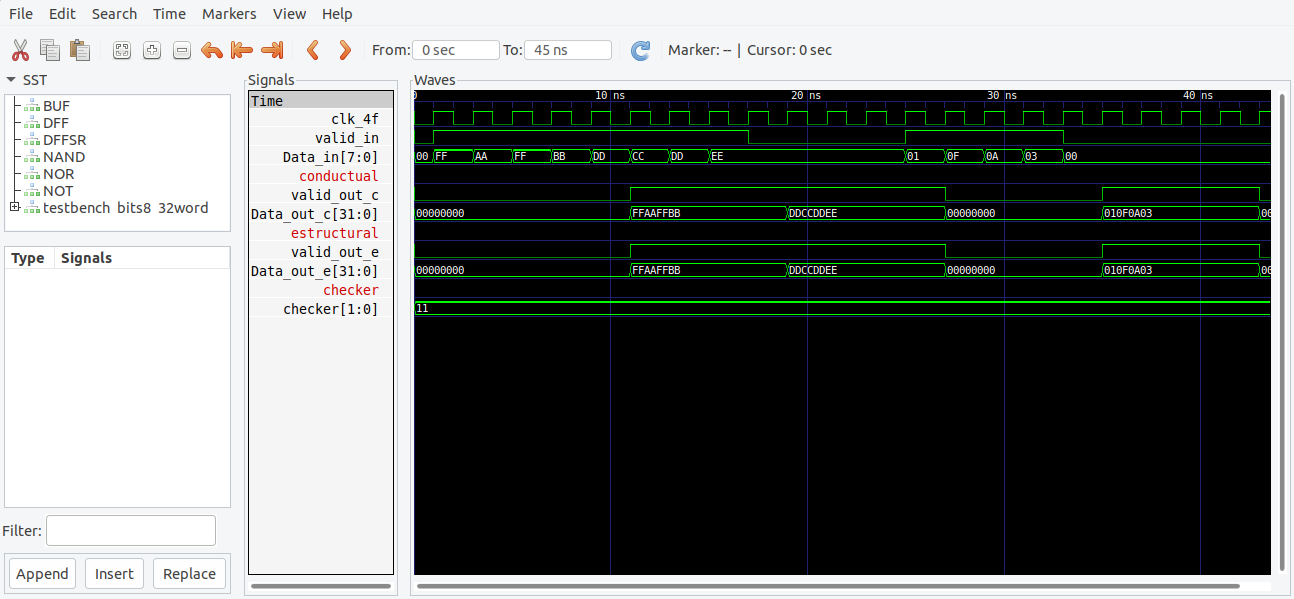 File Edit Search Time Markers View Help
From: 0 sec To: 45 ns Marker: -- | Cursor: 0 sec
SST
BUF
DFF
DFFSR
NAND
NOR
NOT
testbench_bits8_32word
Type Signals
Filter:
Append Insert Replace
Signals
Time
clk_4f
valid_in
Data_in[7:0]
conductual
valid_out_c
Data_out_c[31:0]
estructural
valid_out_e
Data_out_e[31:0]
checker
checker[1:0]
Waves
0 10 ns 20 ns 30 ns 40 ns
00 FF AA FF BB DD CC DD EE 01 0F 0A 03 00
00000000 FFAAFFBB DDCCDDEE 00000000 010F0A03 00
00000000 FFAAFFBB DDCCDDEE 00000000 010F0A03 00
11